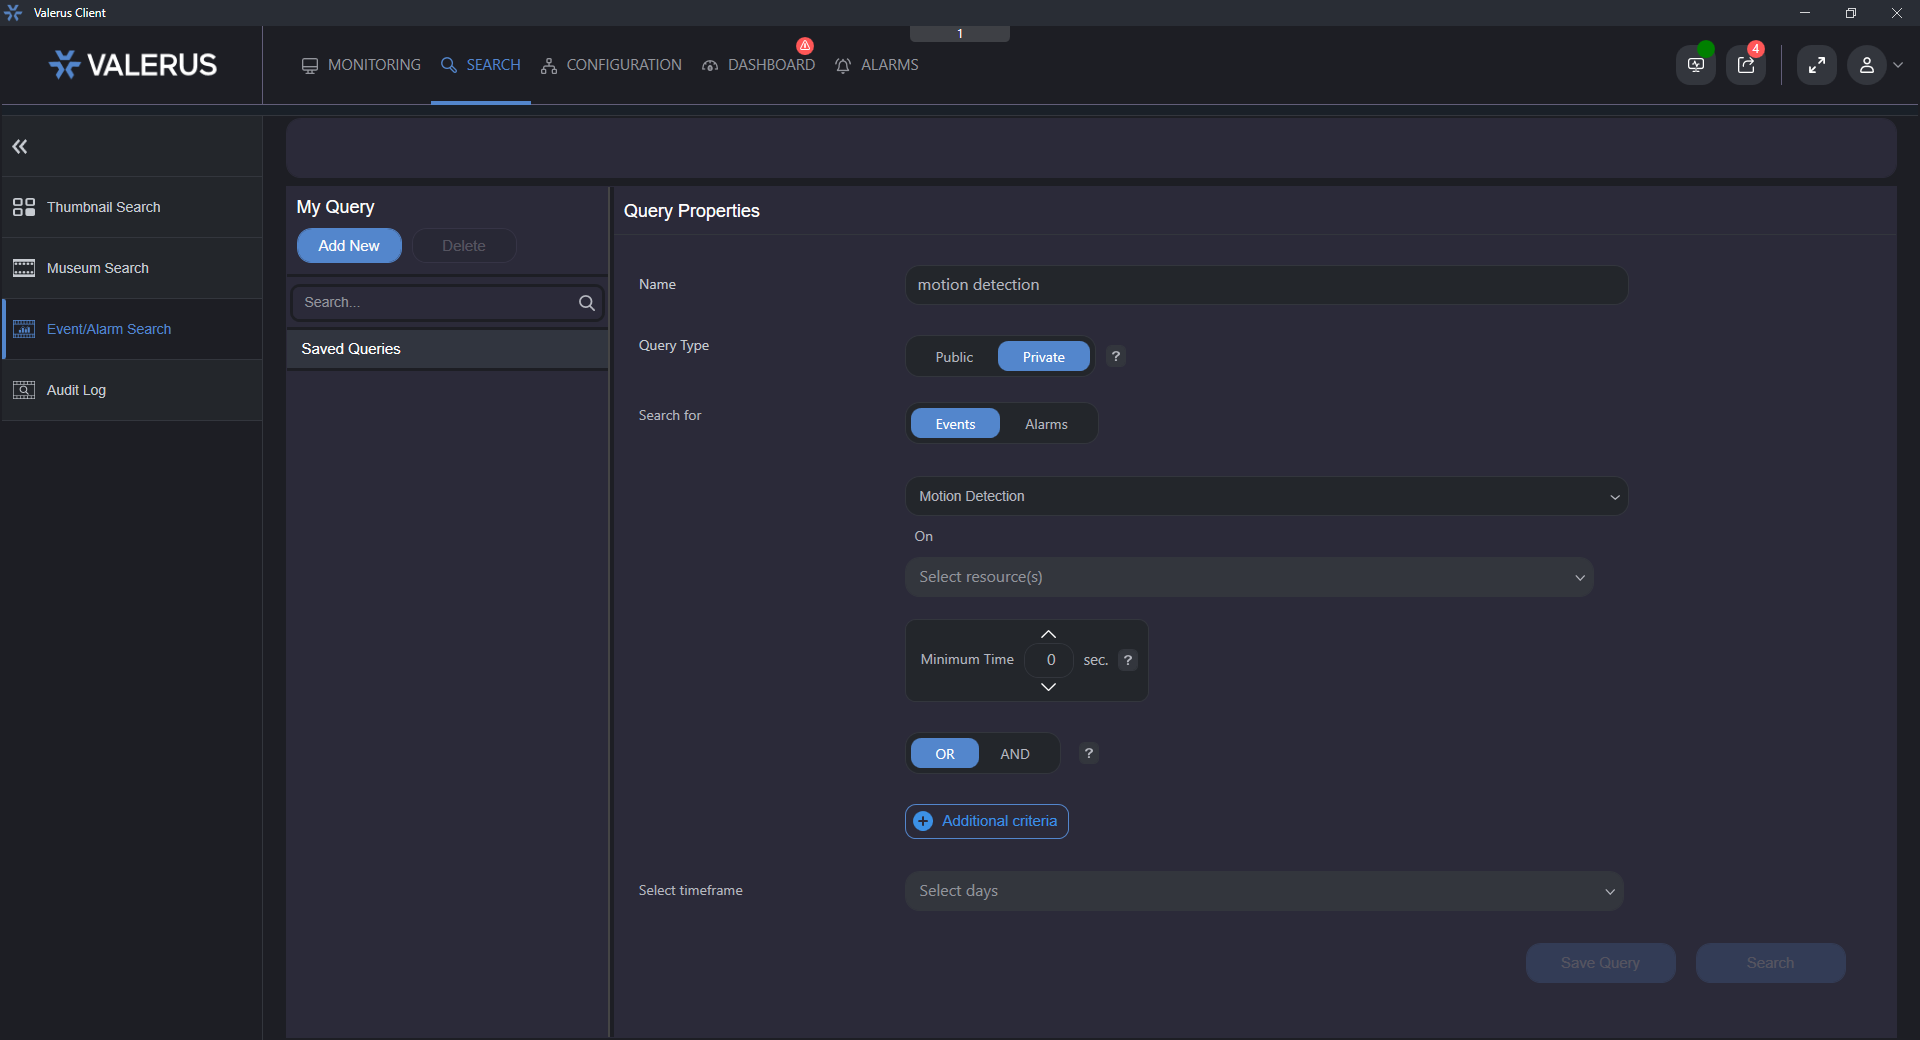 Valerus Client
1
VALERUS
MONITORING
SEARCH
CONFIGURATION
DASHBOARD
ALARMS
4
Thumbnail Search
Museum Search
Event/Alarm Search
Audit Log
My Query
Add New
Delete
Search...
Saved Queries
Query Properties
Name
motion detection
Query Type
Public
Private
?
Search for
Events
Alarms
Motion Detection
On
Select resource(s)
Minimum Time
0
sec.
?
OR
AND
?
Additional criteria
Select timeframe
Select days
Save Query
Search